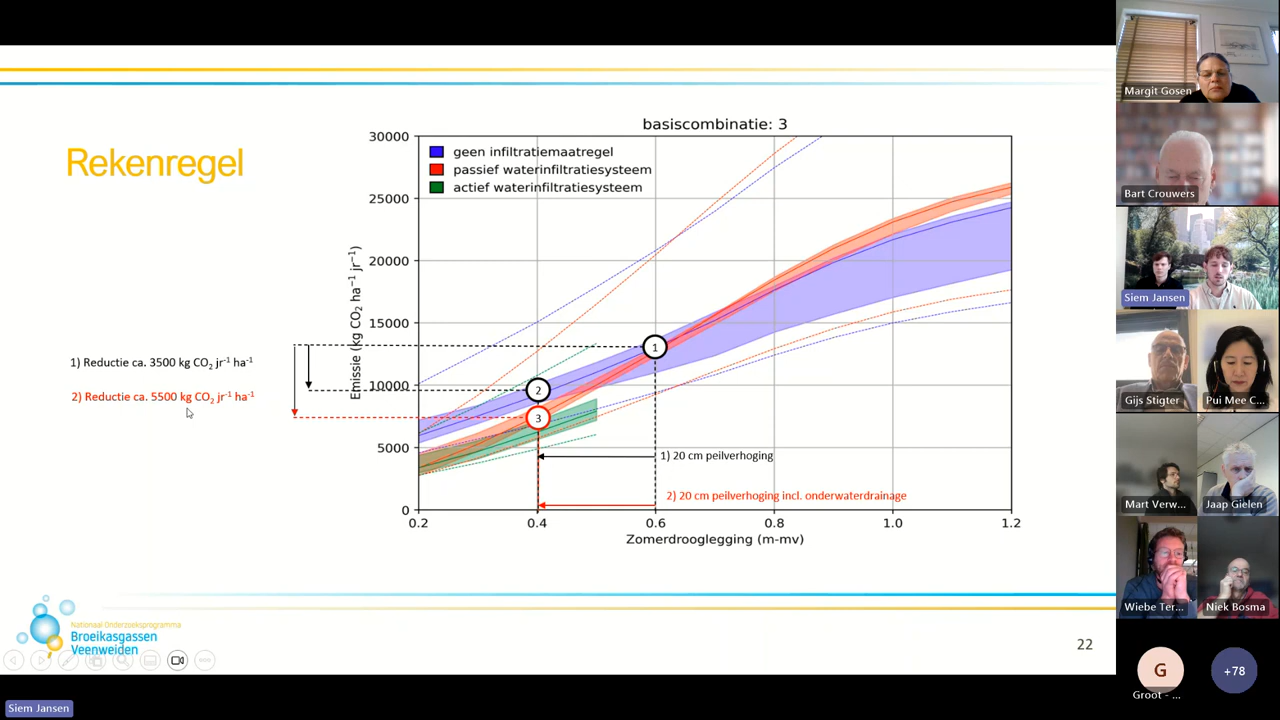 Rekenregel
basiscombinatie: 3
geen infiltratiemaatregel
passief waterinfiltratiesysteem
actief waterinfiltratiesysteem
30000
25000
20000
15000
10000
5000
0
Emissie (kg CO₂ ha⁻¹ jr⁻¹)
1
2
3
1) Reductie ca. 3500 kg CO₂ jr⁻¹ ha⁻¹
2) Reductie ca. 5500 kg CO₂ jr⁻¹ ha⁻¹
1) 20 cm peilverhoging
2) 20 cm peilverhoging incl. onderwaterdrainage
0.2 0.4 0.6 0.8 1.0 1.2
Zomerdrooglegging (m-mv)
Nationaal Onderzoeksprogramma
Broeikasgassen
Veenweiden
22
Siem Jansen
Margit Gosen
Bart Crouwers
Siem Jansen
Gijs Stigter
Pui Mee C...
Mart Verw...
Jaap Gielen
Wiebe Ter...
Niek Bosma
G
Groot - ...
+78